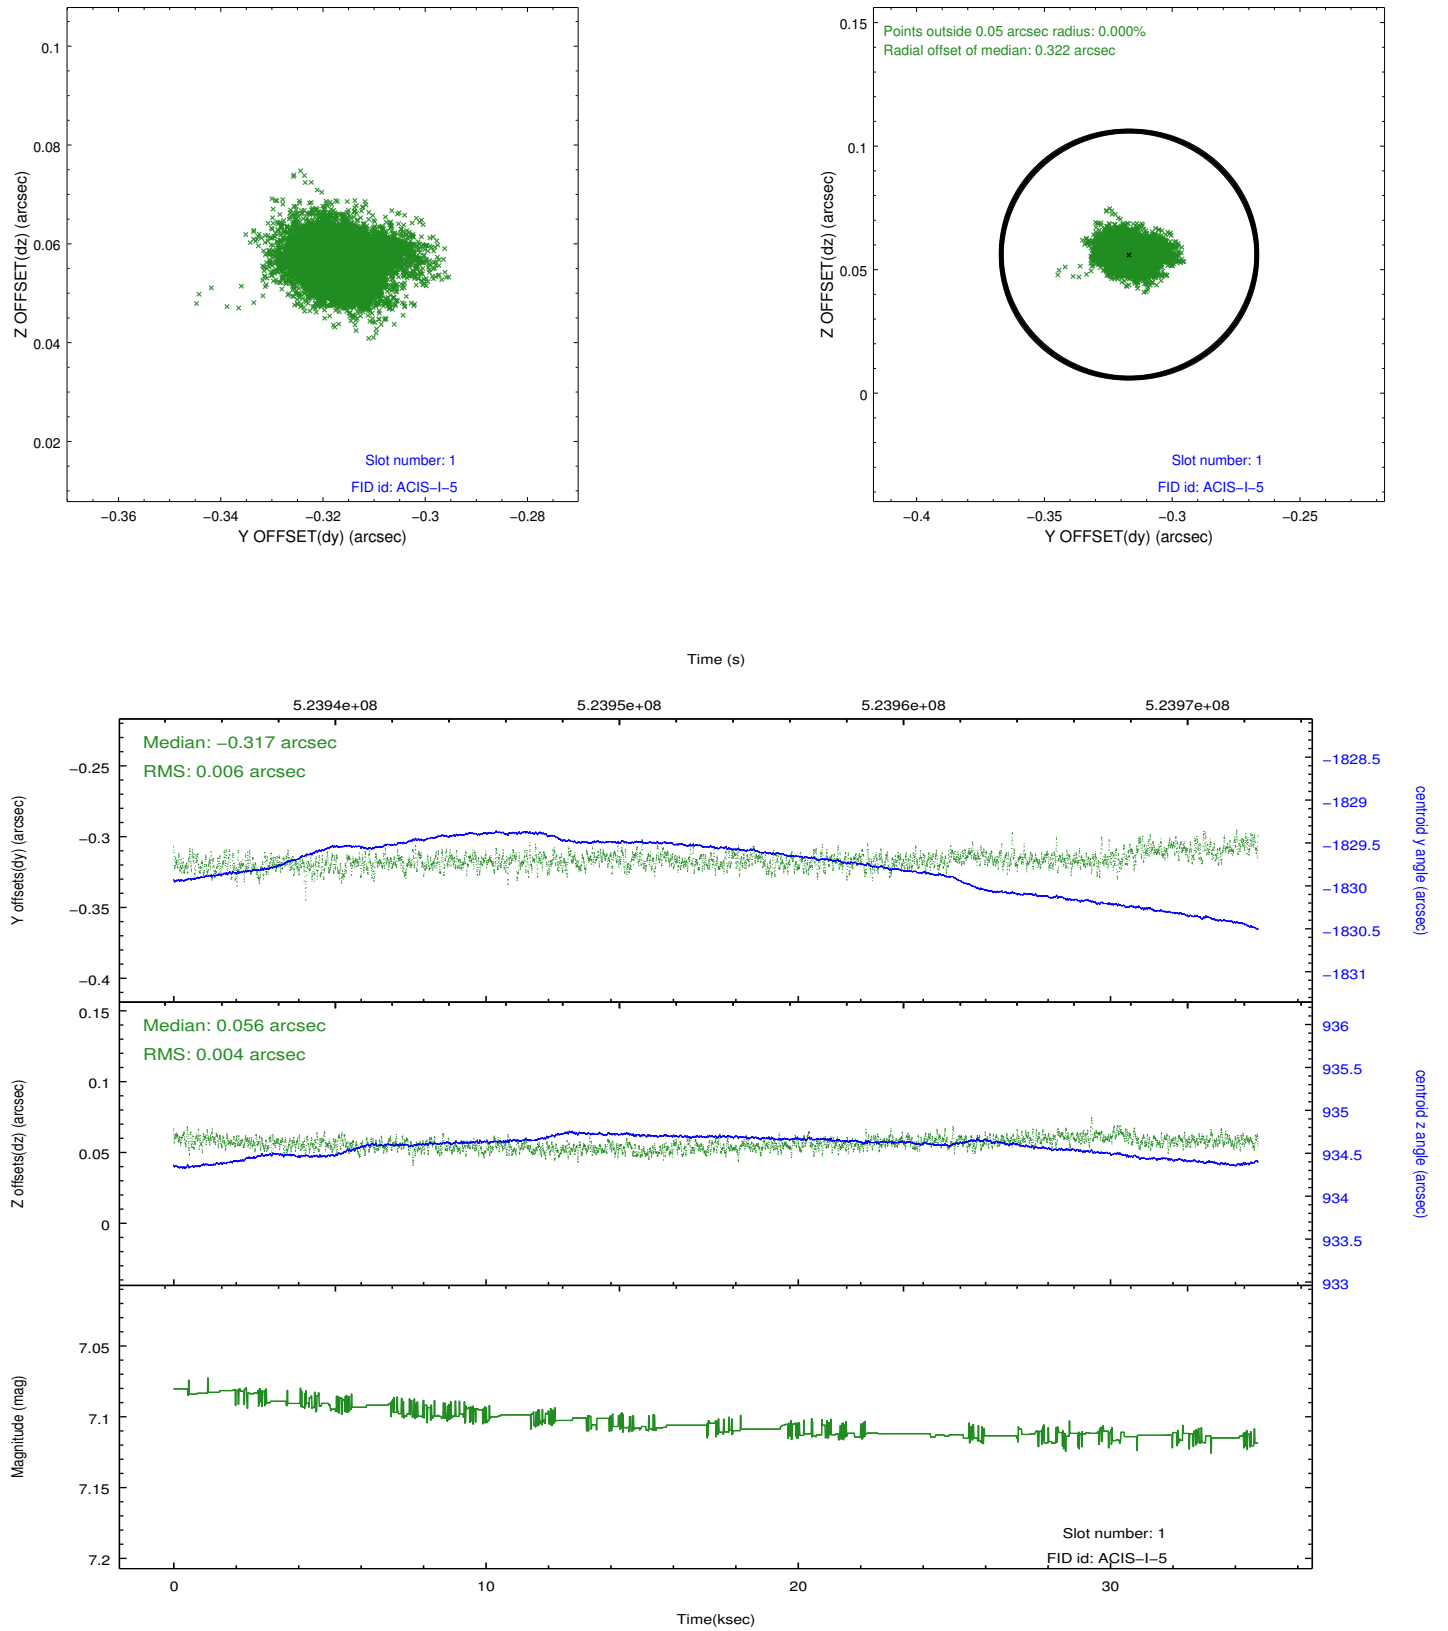 0.1
0.08
0.06
0.04
0.02
Z OFFSET(dz) (arcsec)
Slot number: 1
FID id: ACIS−I−5
−0.36
−0.34
−0.32
−0.3
−0.28
Y OFFSET(dy) (arcsec)
Points outside 0.05 arcsec radius: 0.000%
Radial offset of median: 0.322 arcsec
0.15
0.1
0.05
0
Z OFFSET(dz) (arcsec)
Slot number: 1
FID id: ACIS−I−5
−0.4
−0.35
−0.3
−0.25
Y OFFSET(dy) (arcsec)
Time (s)
5.2394e+08
5.2395e+08
5.2396e+08
5.2397e+08
Median: −0.317 arcsec
RMS: 0.006 arcsec
−0.25
−0.3
−0.35
−0.4
Y offsets(dy) (arcsec)
−1828.5
−1829
−1829.5
−1830
−1830.5
−1831
centroid y angle (arcsec)
Median: 0.056 arcsec
RMS: 0.004 arcsec
0.15
0.1
0.05
0
Z offsets(dz) (arcsec)
936
935.5
935
934.5
934
933.5
933
centroid z angle (arcsec)
7.05
7.1
7.15
7.2
Magnitude (mag)
Slot number: 1
FID id: ACIS−I−5
0
10
20
30
Time(ksec)